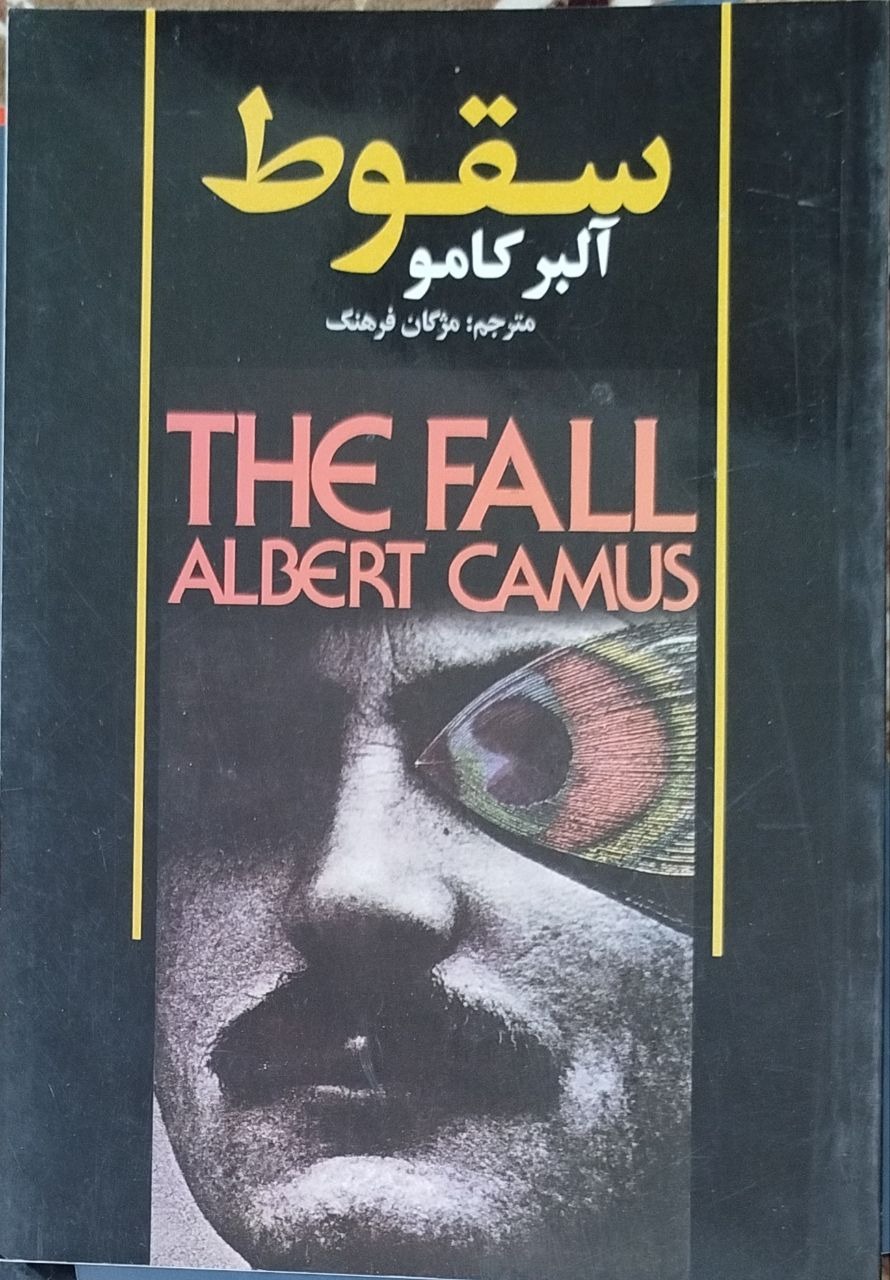 سقوط
آلبر کامو
مترجم: مژگان فرهنگ
THE FALL
ALBERT CAMUS